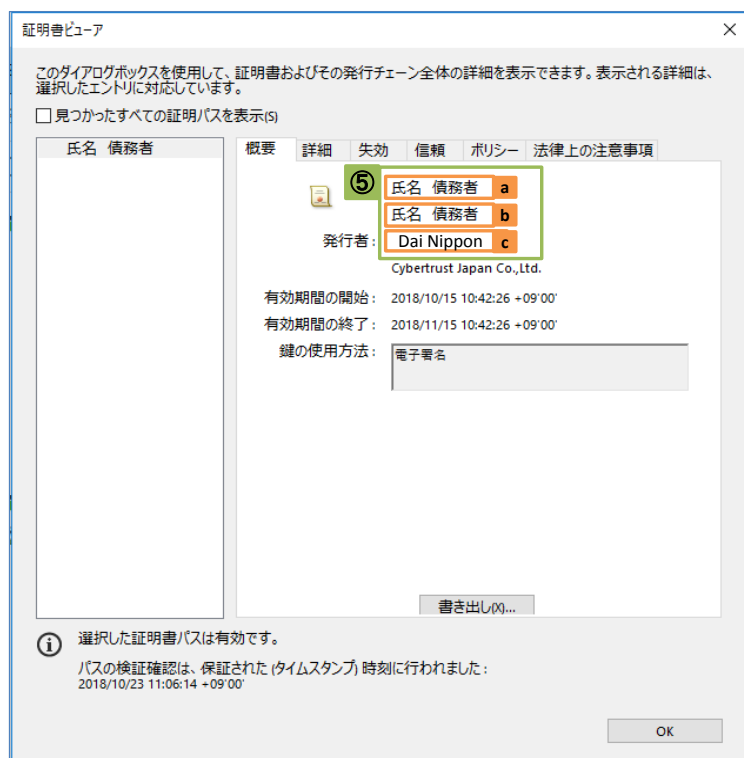 証明書ビューア
このダイアログボックスを使用して、証明書およびその発行チェーン全体の詳細を表示できます。表示される詳細は、
選択したエントリに対応しています。
見つかったすべての証明パスを表示(S)
氏名 債務者
概要 詳細 失効 信頼 ポリシー 法律上の注意事項
⑤
氏名 債務者 a
氏名 債務者 b
発行者: Dai Nippon c
Cybertrust Japan Co.,Ltd.
有効期間の開始: 2018/10/15 10:42:26 +09'00'
有効期間の終了: 2018/11/15 10:42:26 +09'00'
鍵の使用方法: 電子署名
書き出し(X)...
選択した証明書パスは有効です。
パスの検証確認は、保証された (タイムスタンプ) 時刻に行われました:
2018/10/23 11:06:14 +09'00'
OK